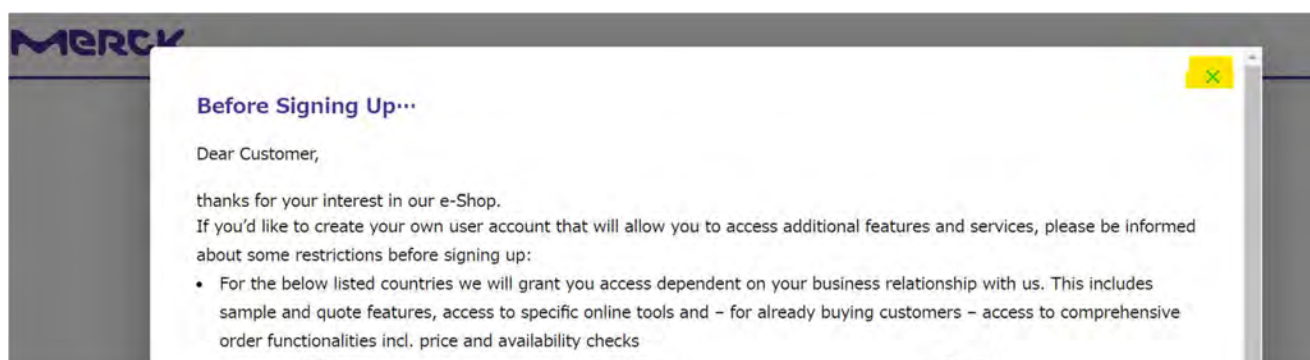 MERCK
Before Signing Up···
Dear Customer,
thanks for your interest in our e-Shop.
If you’d like to create your own user account that will allow you to access additional features and services, please be informed
about some restrictions before signing up:
• For the below listed countries we will grant you access dependent on your business relationship with us. This includes
sample and quote features, access to specific online tools and – for already buying customers – access to comprehensive
order functionalities incl. price and availability checks